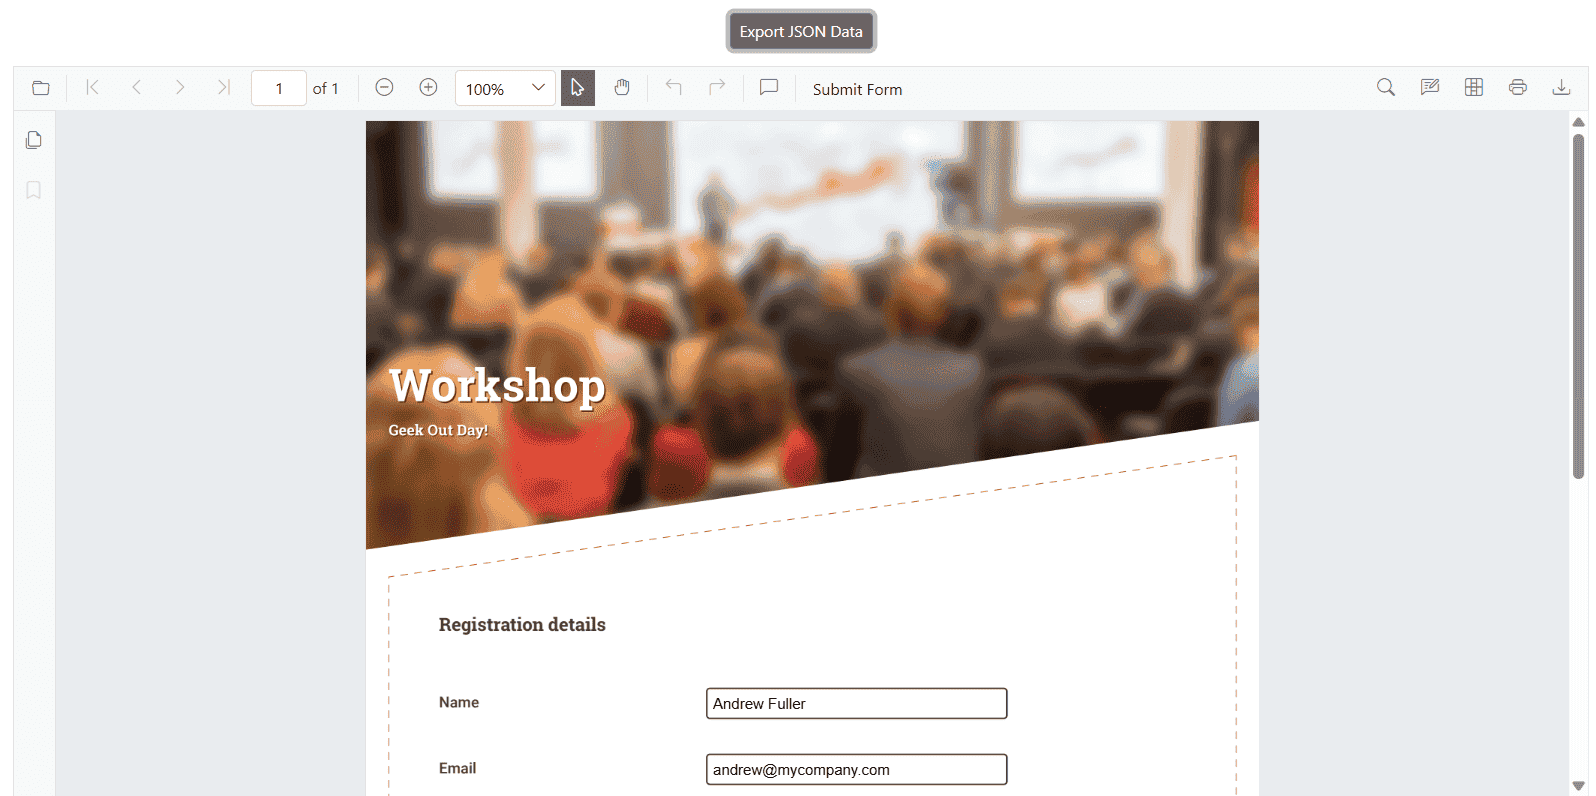 Export JSON Data
1 of 1 100% Submit Form
Workshop
Geek Out Day!
Registration details
Name Andrew Fuller
Email andrew@mycompany.com